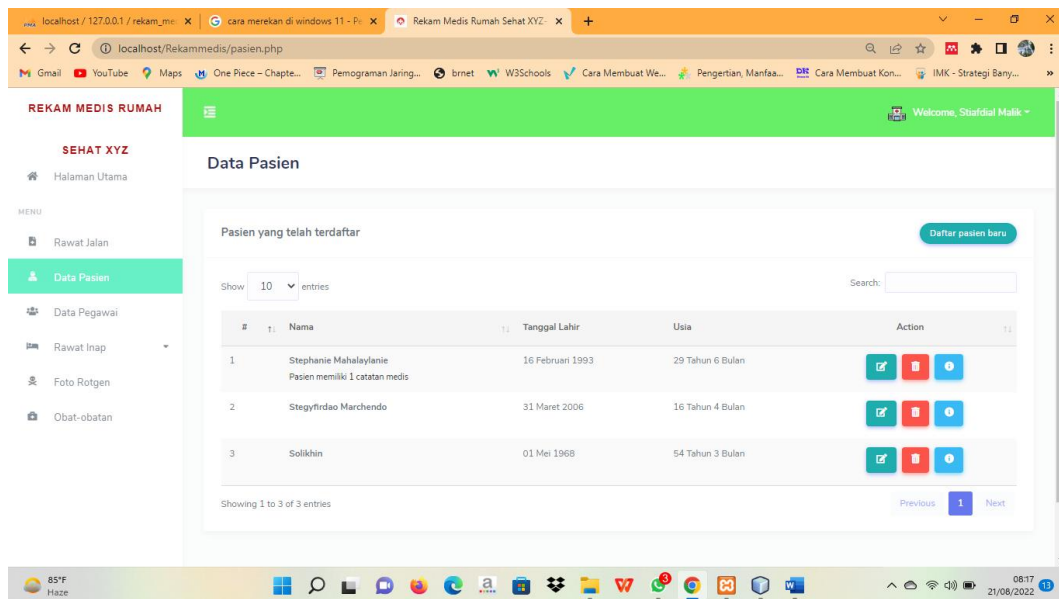 localhost / 127.0.0.1 / rekam_me
cara merekan di windows 11 - Pe
Rekam Medis Rumah Sehat XYZ-
localhost/Rekammedis/pasien.php
Gmail YouTube Maps One Piece – Chapte... Pemograman Jaring... brnet W3Schools Cara Membuat We... Pengertian, Manfaa... Cara Membuat Kon... IMK - Strategi Bany... »
REKAM MEDIS RUMAH
SEHAT XYZ
Welcome, Stiafdial Malik
Halaman Utama
MENU
Rawat Jalan
Data Pasien
Data Pegawai
Rawat Inap
Foto Rotgen
Obat-obatan
Data Pasien
Pasien yang telah terdaftar
Daftar pasien baru
Show 10 entries
Search:
# Nama Tanggal Lahir Usia Action
1 Stephanie Mahalaylanie 16 Februari 1993 29 Tahun 6 Bulan
Pasien memiliki 1 catatan medis
2 Stegyfirdao Marchendo 31 Maret 2006 16 Tahun 4 Bulan
3 Solikhin 01 Mei 1968 54 Tahun 3 Bulan
Showing 1 to 3 of 3 entries
Previous 1 Next
85°F
Haze
3
08:17
21/08/2022
13